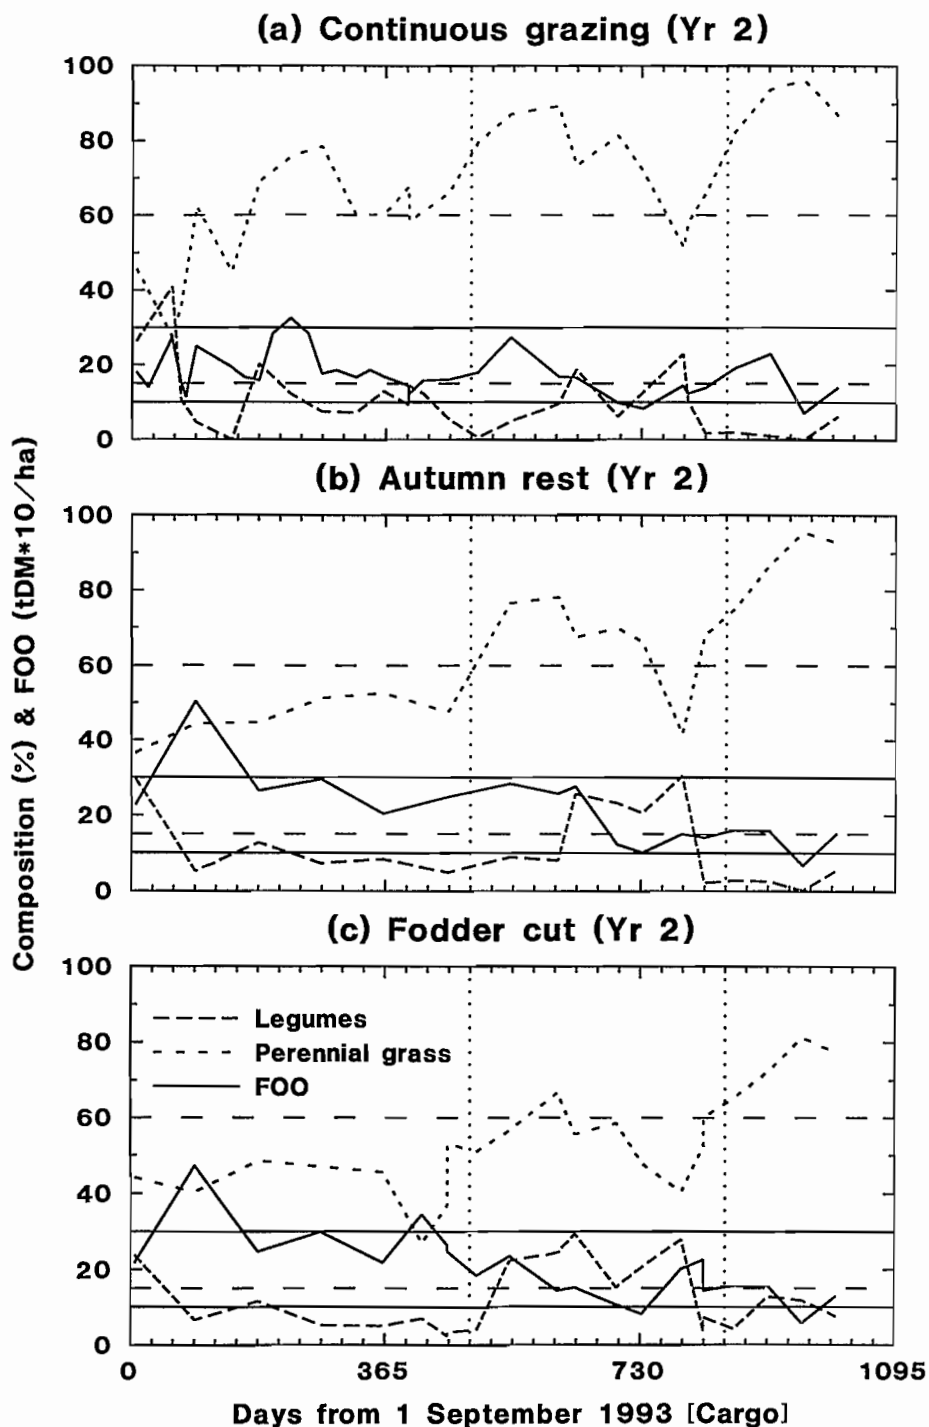 (a) Continuous grazing (Yr 2)
100
80
60
40
20
0
(b) Autumn rest (Yr 2)
100
80
60
40
20
0
(c) Fodder cut (Yr 2)
100
80
60
40
20
0
Legumes
Perennial grass
FOO
0 365 730 1095
Days from 1 September 1993 [Cargo]
Composition (%) & FOO (tDM*10/ha)